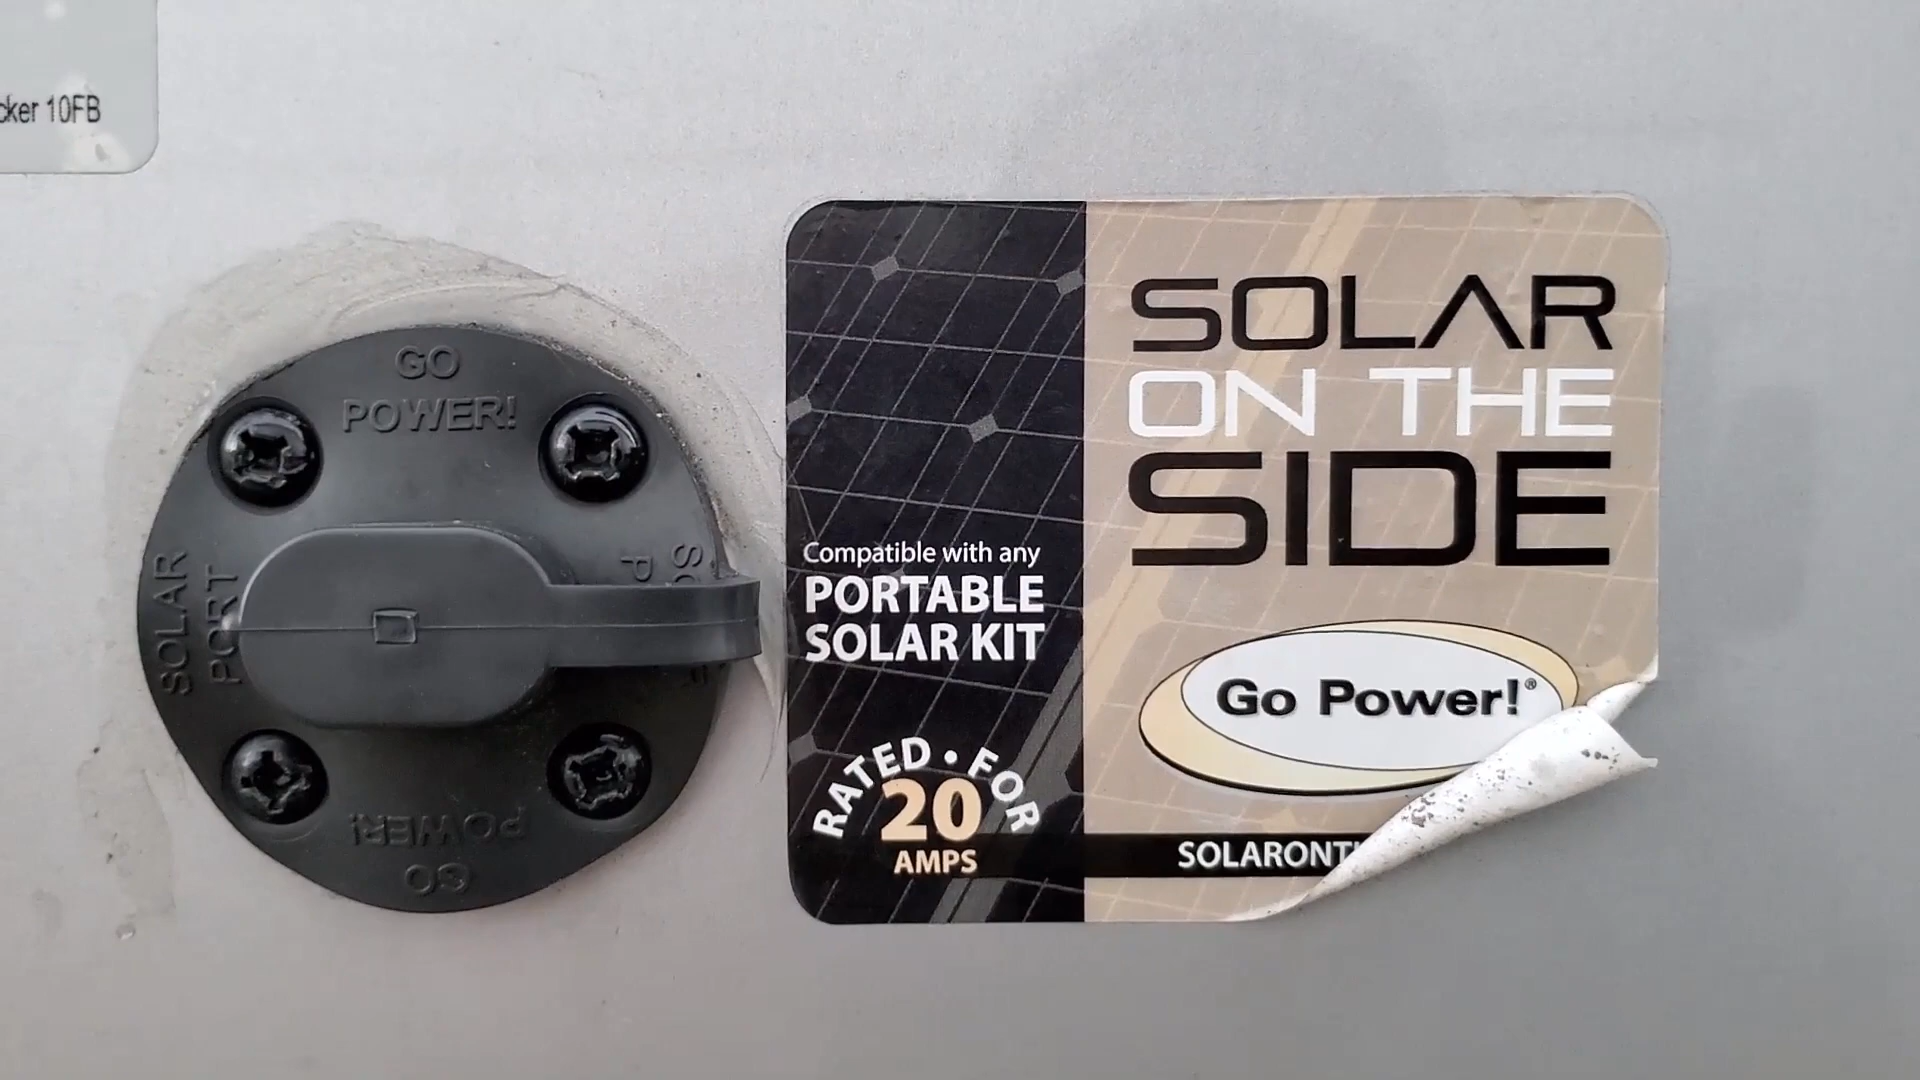 cker 10FB
GO
POWER!
SOLAR
PORT
GO
POWER!
SOLAR
ON THE
SIDE
Compatible with any
PORTABLE
SOLAR KIT
RATED • FOR
20
AMPS
Go Power!®
SOLARONT